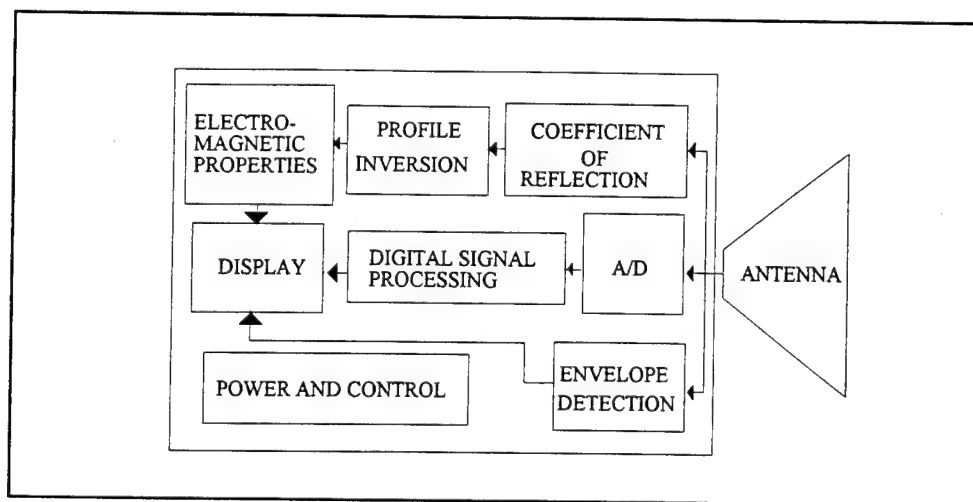 ELECTRO-
MAGNETIC
PROPERTIES
PROFILE
INVERSION
COEFFICIENT
OF
REFLECTION
DISPLAY
DIGITAL SIGNAL
PROCESSING
A/D
ANTENNA
POWER AND CONTROL
ENVELOPE
DETECTION